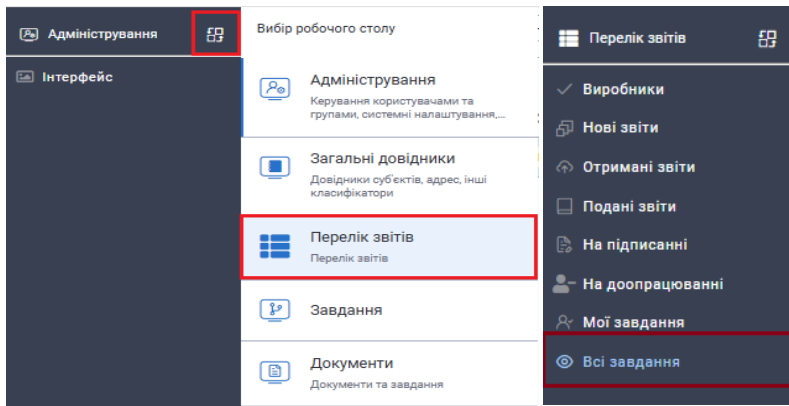 Адміністрування
Інтерфейс
Вибір робочого столу
Адміністрування
Керування користувачами та
групами, системні налаштування,...
Загальні довідники
Довідники суб'єктів, адрес, інші
класифікатори
Перелік звітів
Перелік звітів
Завдання
Документи
Документи та завдання
Перелік звітів
Виробники
Нові звіти
Отримані звіти
Подані звіти
На підписанні
На доопрацюванні
Мої завдання
Всі завдання